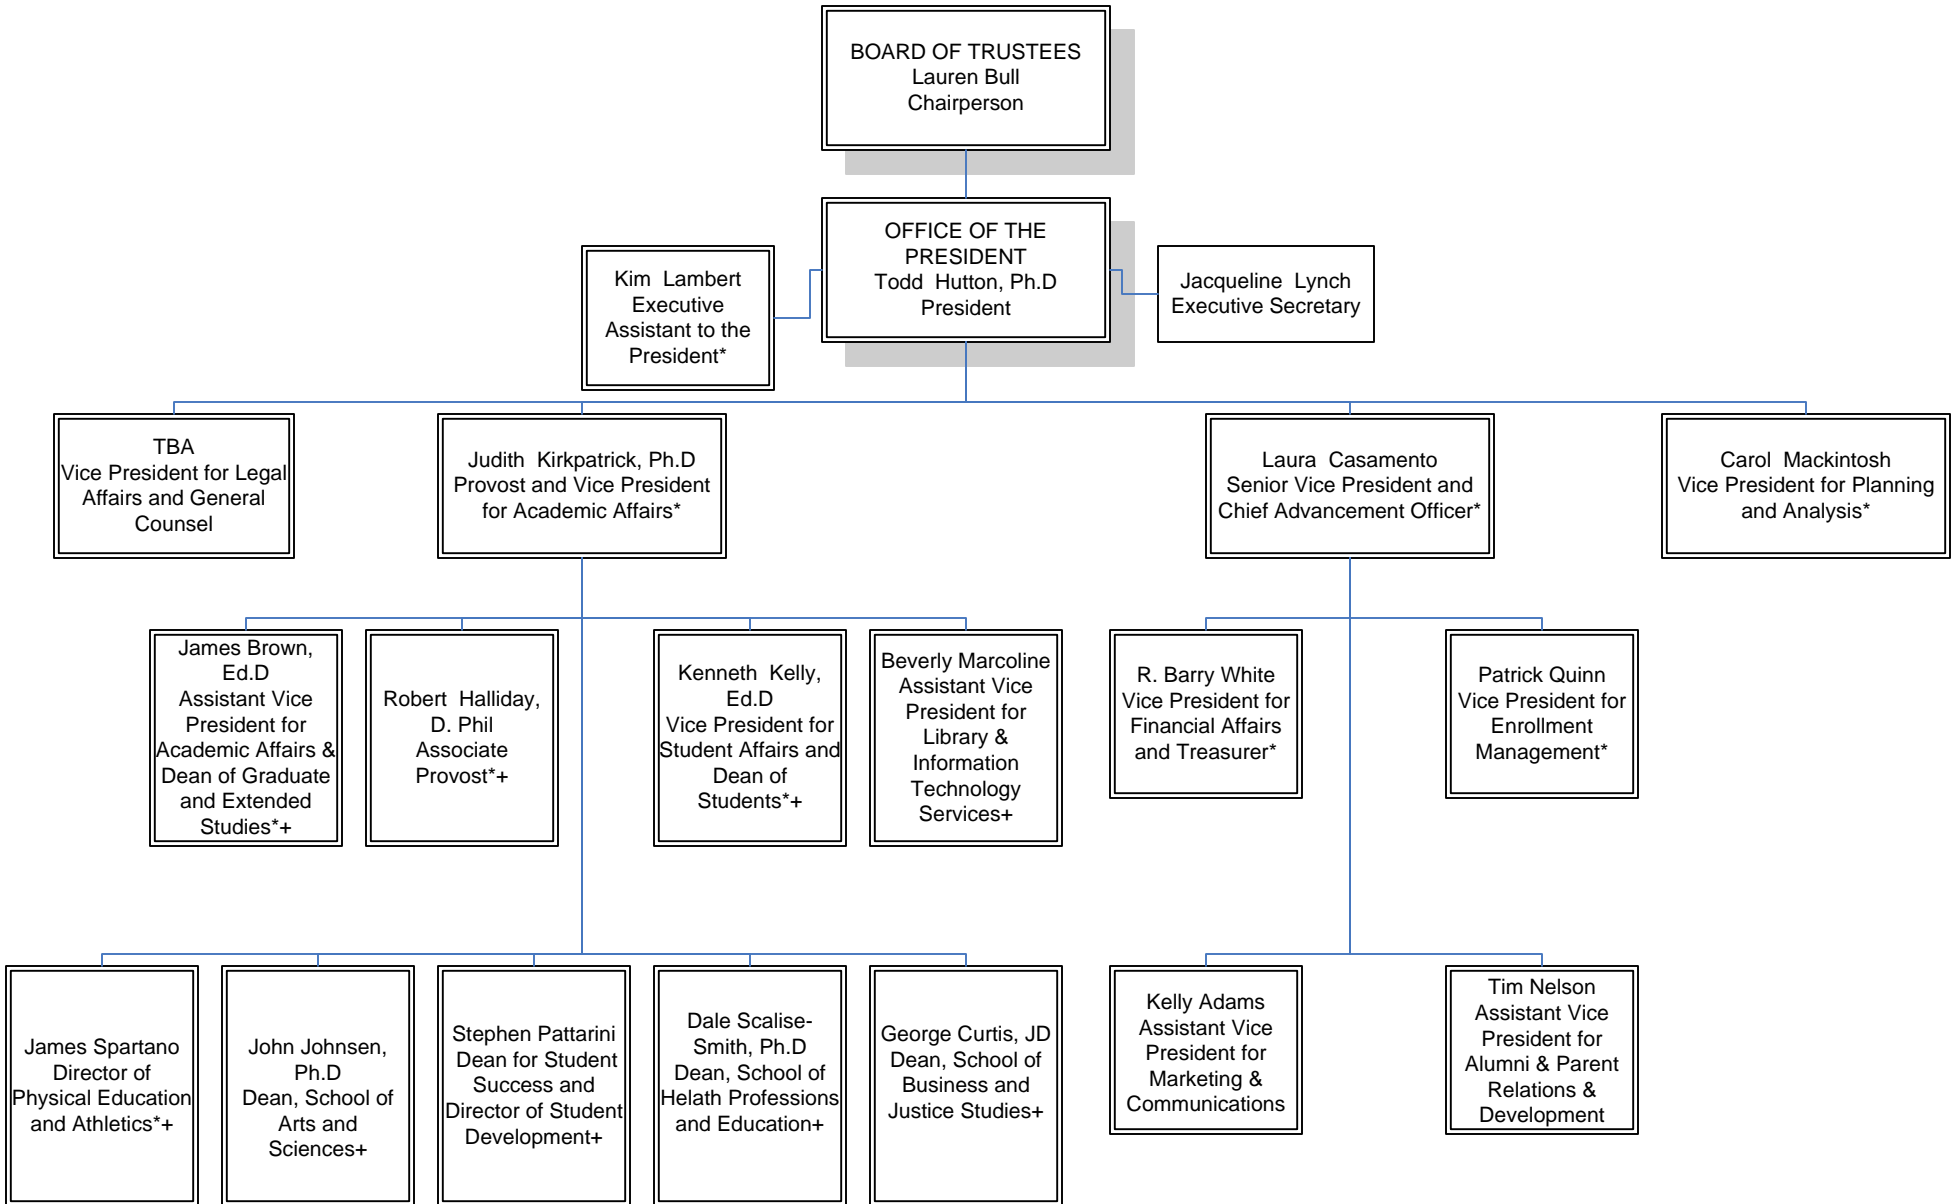 BOARD OF TRUSTEES
Lauren Bull
Chairperson
OFFICE OF THE
PRESIDENT
Todd Hutton, Ph.D
President
Kim Lambert
Executive
Assistant to the
President*
Jacqueline Lynch
Executive Secretary
TBA
Vice President for Legal
Affairs and General
Counsel
Judith Kirkpatrick, Ph.D
Provost and Vice President
for Academic Affairs*
Laura Casamento
Senior Vice President and
Chief Advancement Officer*
Carol Mackintosh
Vice President for Planning
and Analysis*
James Brown,
Ed.D
Assistant Vice
President for
Academic Affairs &
Dean of Graduate
and Extended
Studies*+
Robert Halliday,
D. Phil
Associate
Provost*+
Kenneth Kelly,
Ed.D
Vice President for
Student Affairs and
Dean of
Students*+
Beverly Marcoline
Assistant Vice
President for
Library &
Information
Technology
Services+
R. Barry White
Vice President for
Financial Affairs
and Treasurer*
Patrick Quinn
Vice President for
Enrollment
Management*
James Spartano
Director of
Physical Education
and Athletics*+
John Johnsen,
Ph.D
Dean, School of
Arts and
Sciences+
Stephen Pattarini
Dean for Student
Success and
Director of Student
Development+
Dale Scalise-
Smith, Ph.D
Dean, School of
Helath Professions
and Education+
George Curtis, JD
Dean, School of
Business and
Justice Studies+
Kelly Adams
Assistant Vice
President for
Marketing &
Communications
Tim Nelson
Assistant Vice
President for
Alumni & Parent
Relations &
Development